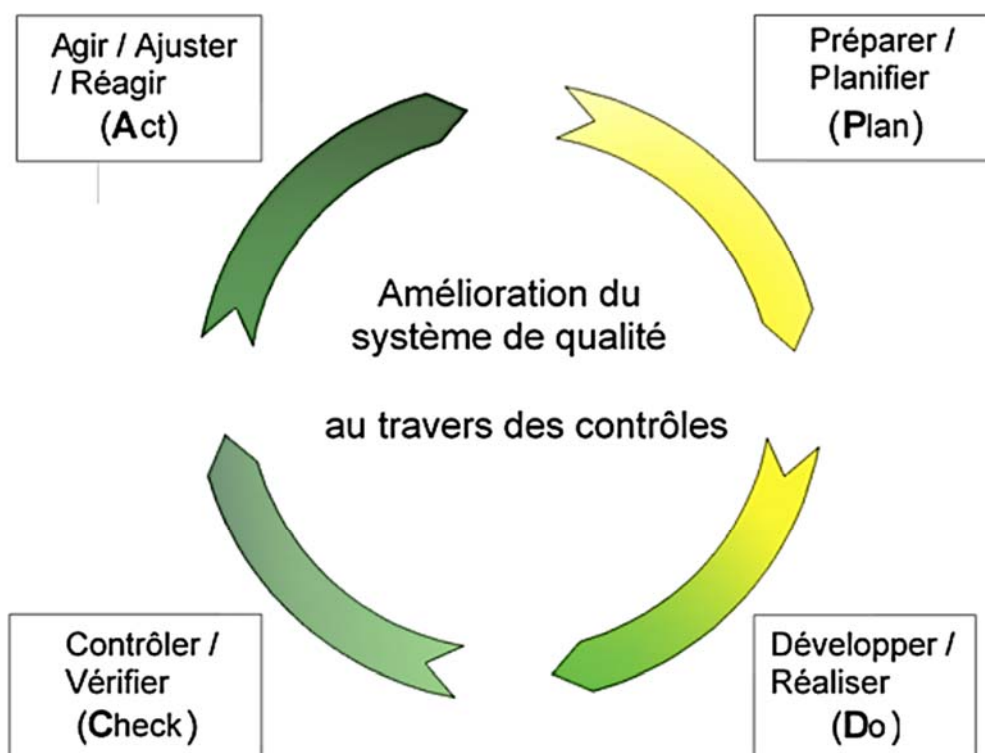 Agir / Ajuster
/ Réagir
(Act)
Préparer /
Planifier
(Plan)
Amélioration du
système de qualité
au travers des contrôles
Contrôler /
Vérifier
(Check)
Développer /
Réaliser
(Do)